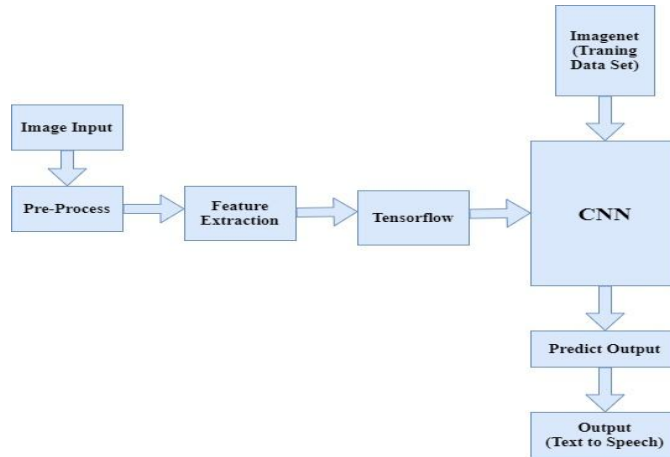 Imagenet
(Traning
Data Set)
Image Input
Pre-Process
Feature
Extraction
Tensorflow
CNN
Predict Output
Output
(Text to Speech)